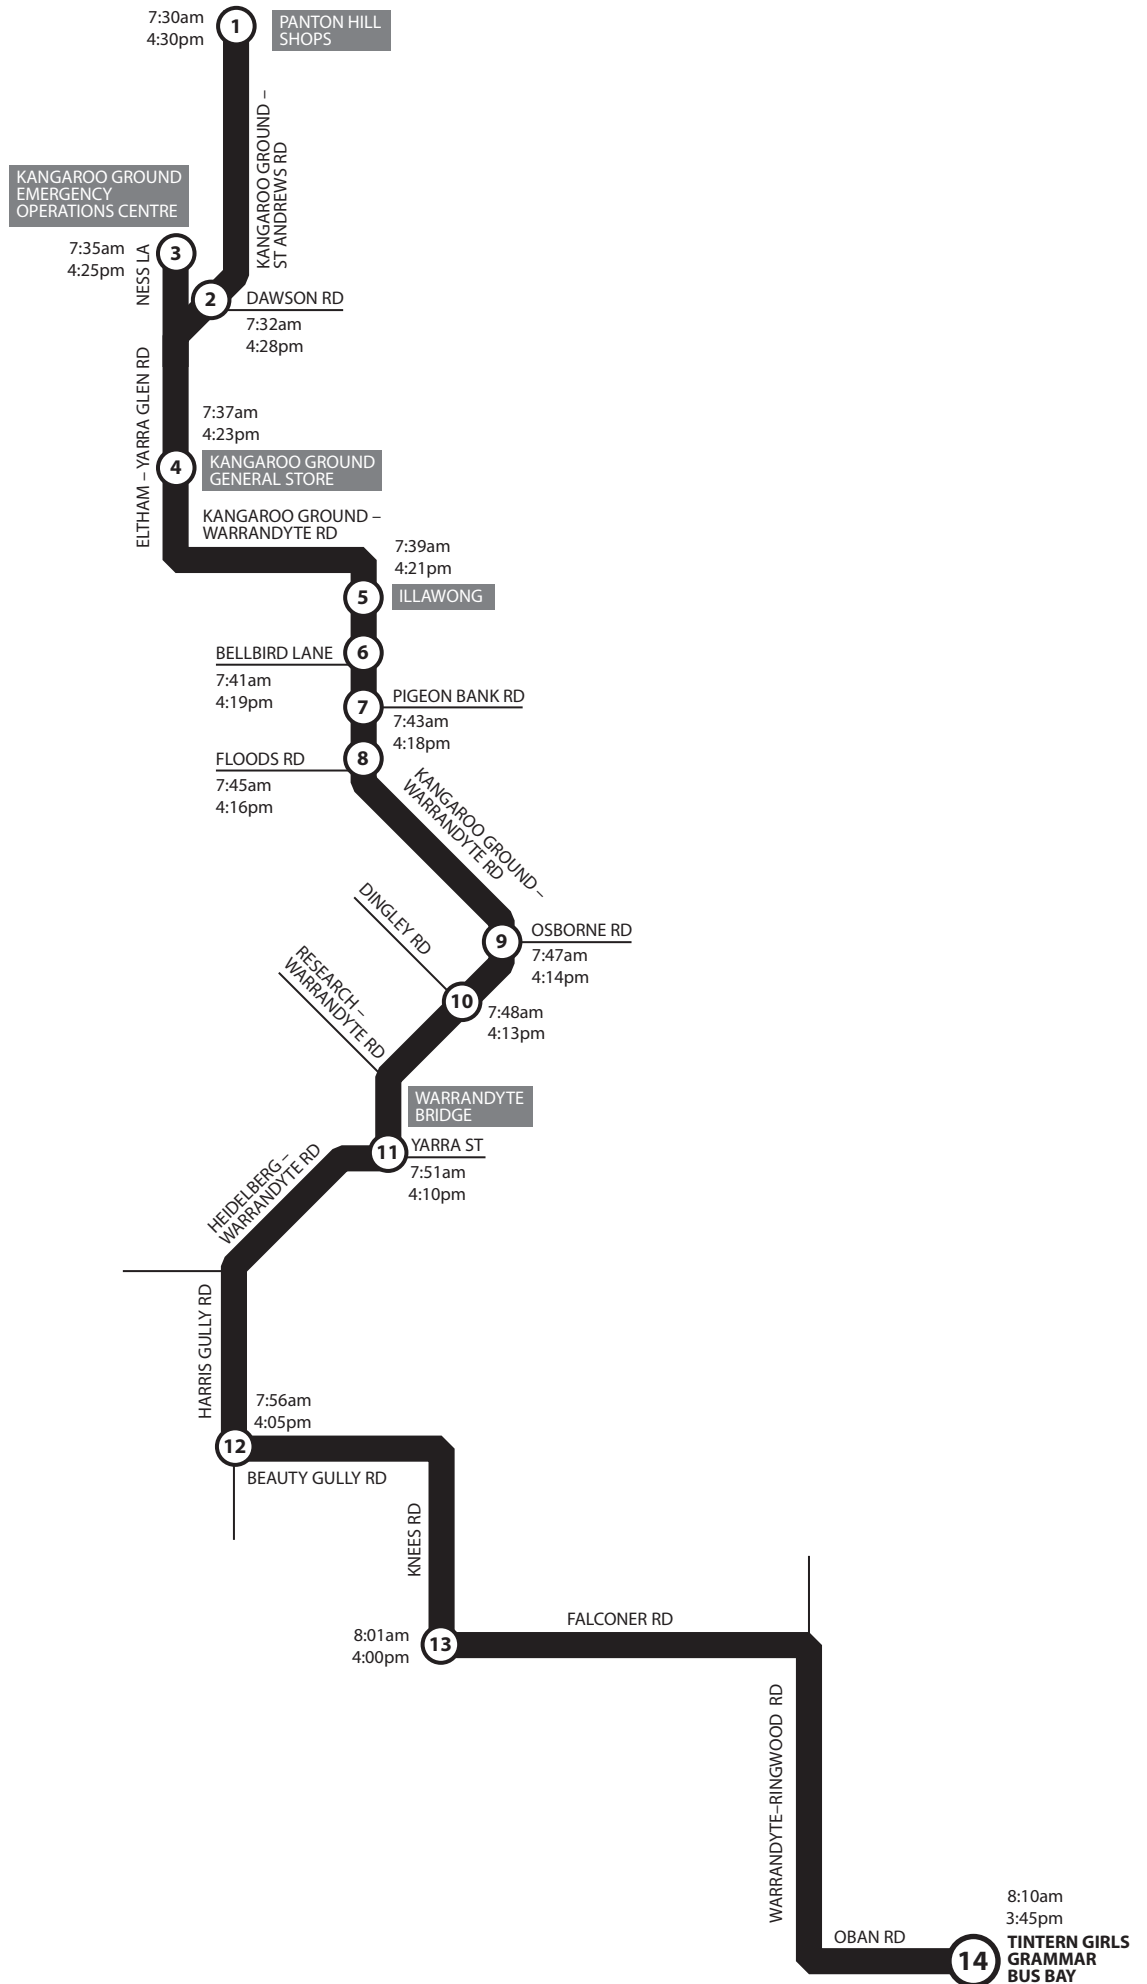 7:30am
4:30pm
1
PANTON HILL
SHOPS
KANGAROO GROUND –
ST ANDREWS RD
KANGAROO GROUND
EMERGENCY
OPERATIONS CENTRE
7:35am
4:25pm
NESS LA
3
2
DAWSON RD
7:32am
4:28pm
ELTHAM – YARRA GLEN RD
7:37am
4:23pm
4
KANGAROO GROUND
GENERAL STORE
KANGAROO GROUND –
WARRANDYTE RD
7:39am
4:21pm
5
ILLAWONG
BELLBIRD LANE
6
7:41am
4:19pm
7
PIGEON BANK RD
7:43am
4:18pm
FLOODS RD
8
7:45am
4:16pm
KANGAROO GROUND –
WARRANDYTE RD
DINGLEY RD
9
OSBORNE RD
7:47am
4:14pm
RESEARCH –
WARRANDYTE RD
10
7:48am
4:13pm
WARRANDYTE
BRIDGE
11
YARRA ST
7:51am
4:10pm
HEIDELBERG –
WARRANDYTE RD
HARRIS GULLY RD
7:56am
4:05pm
12
BEAUTY GULLY RD
KNEES RD
8:01am
4:00pm
13
FALCONER RD
WARRANDYTE–RINGWOOD RD
8:10am
3:45pm
OBAN RD
14
TINTERN GIRLS
GRAMMAR
BUS BAY